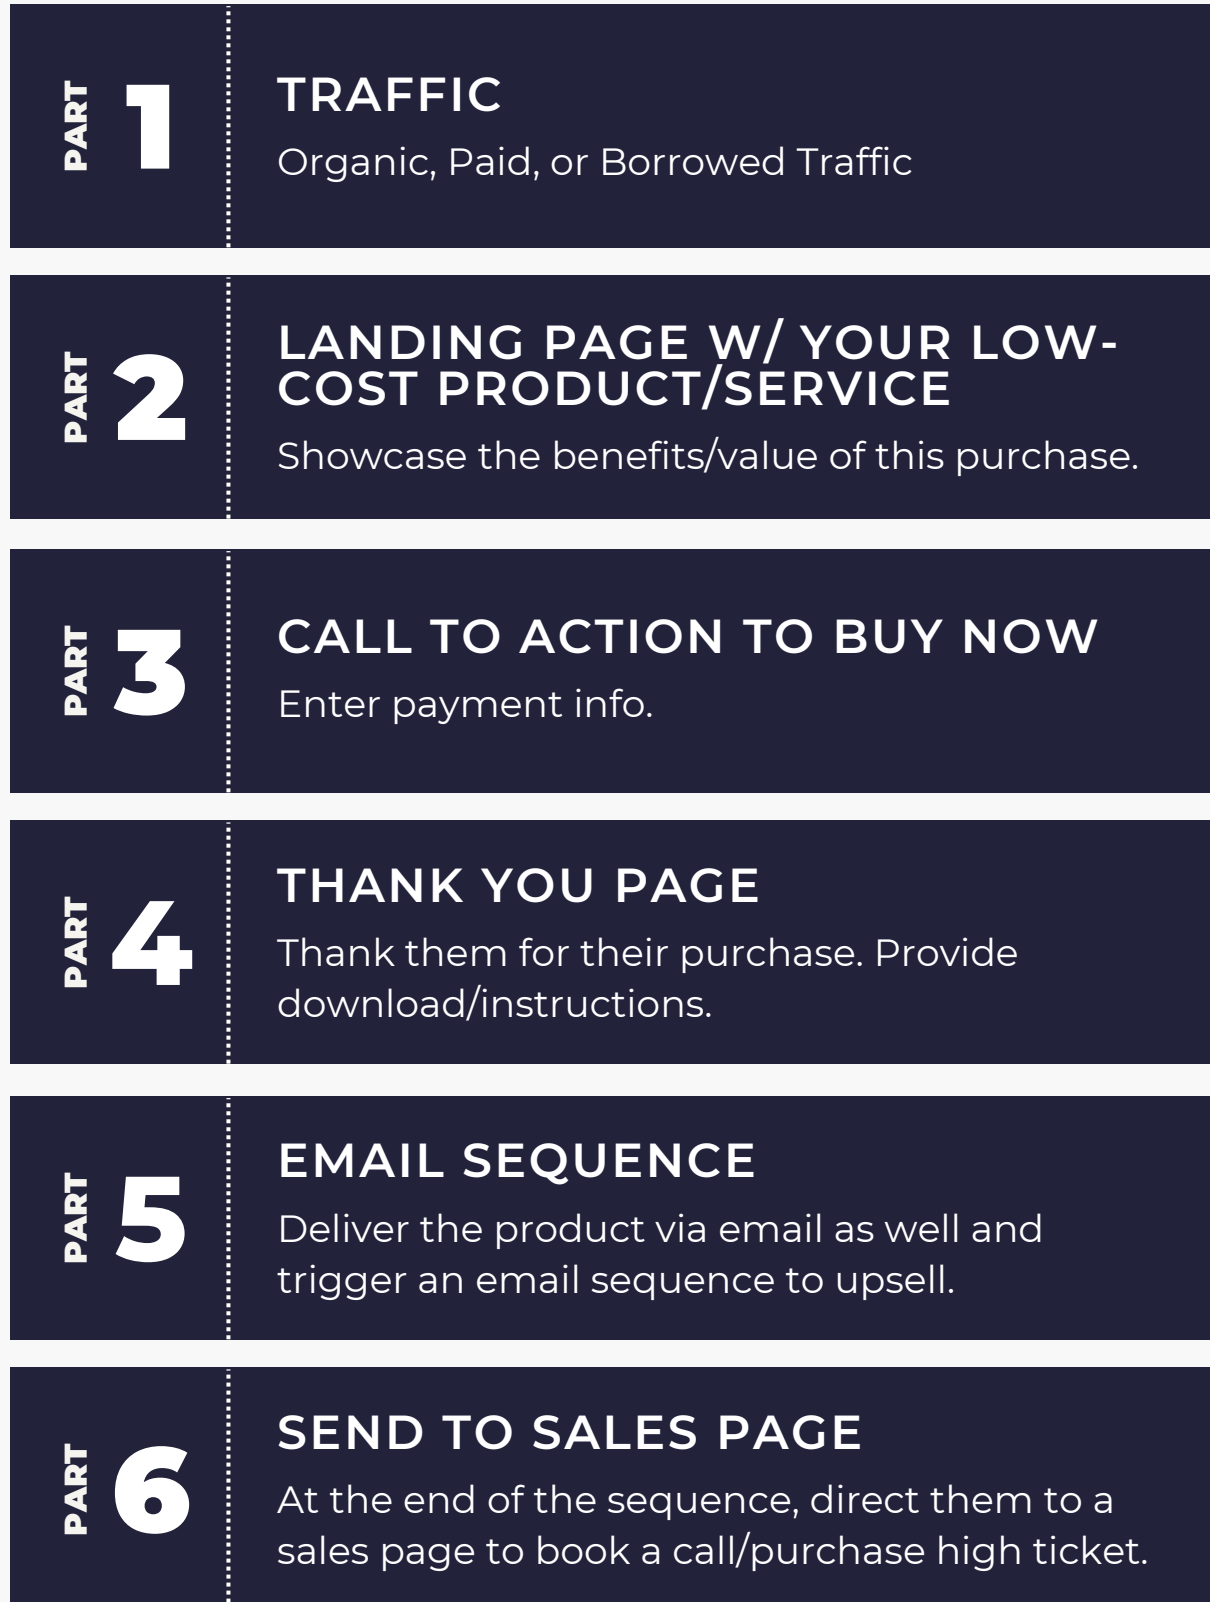 PART 1
TRAFFIC
Organic, Paid, or Borrowed Traffic
PART 2
LANDING PAGE W/ YOUR LOW-
COST PRODUCT/SERVICE
Showcase the benefits/value of this purchase.
PART 3
CALL TO ACTION TO BUY NOW
Enter payment info.
PART 4
THANK YOU PAGE
Thank them for their purchase. Provide
download/instructions.
PART 5
EMAIL SEQUENCE
Deliver the product via email as well and
trigger an email sequence to upsell.
PART 6
SEND TO SALES PAGE
At the end of the sequence, direct them to a
sales page to book a call/purchase high ticket.